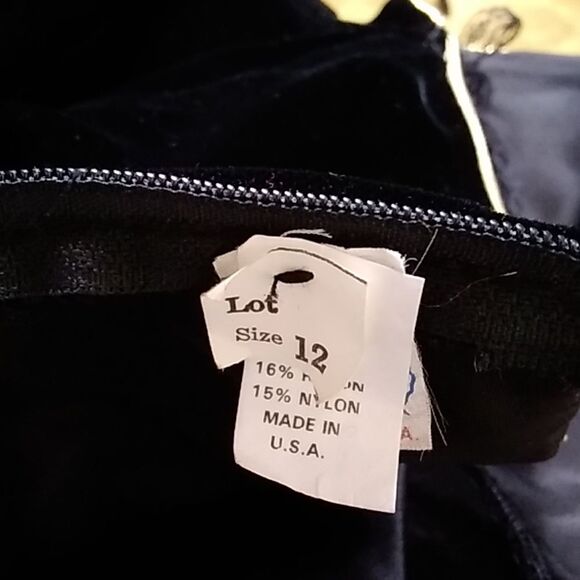 Lot
Size 12
16%
15% NYLON
MADE IN
U.S.A.
A.